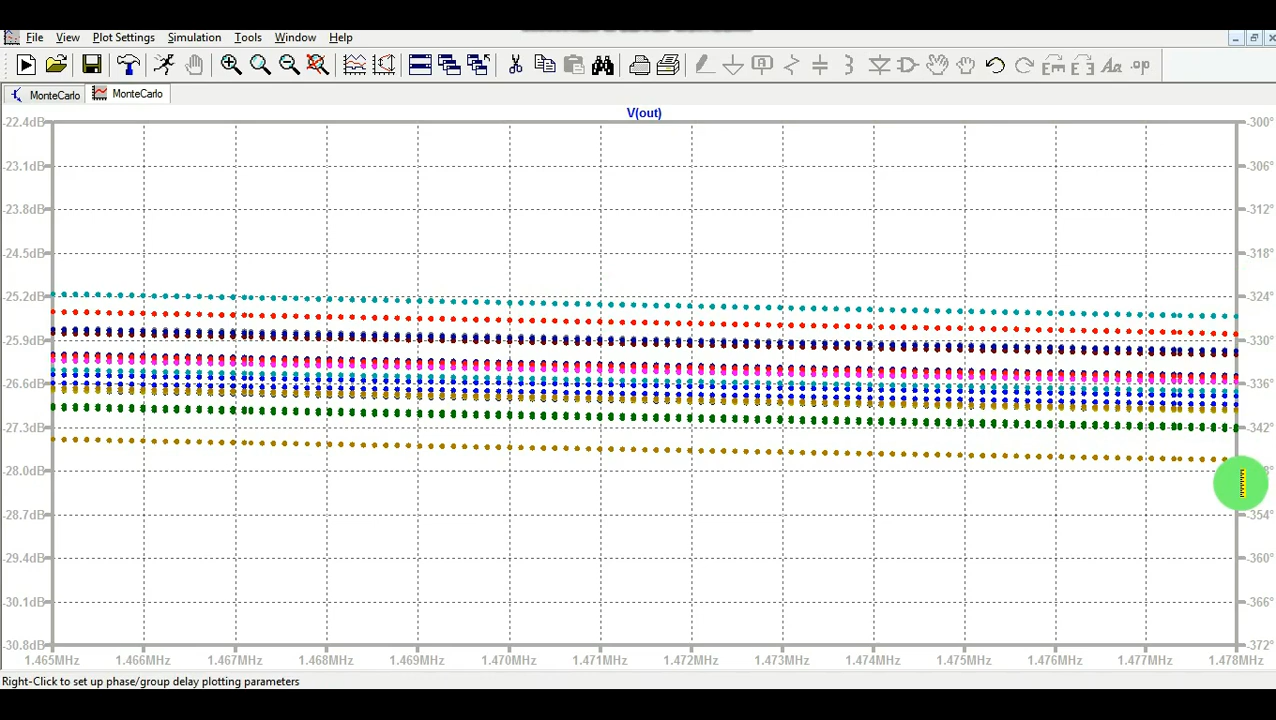 File View Plot Settings Simulation Tools Window Help
Aa .op
MonteCarlo MonteCarlo
V(out)
-22.4dB -300°
-23.1dB -306°
-23.8dB -312°
-24.5dB -318°
-25.2dB -324°
-25.9dB -330°
-26.6dB -336°
-27.3dB -342°
-28.0dB
-28.7dB -354°
-29.4dB -360°
-30.1dB -366°
-30.8dB -372°
1.465MHz 1.466MHz 1.467MHz 1.468MHz 1.469MHz 1.470MHz 1.471MHz 1.472MHz 1.473MHz 1.474MHz 1.475MHz 1.476MHz 1.477MHz 1.478MHz
Right-Click to set up phase/group delay plotting parameters